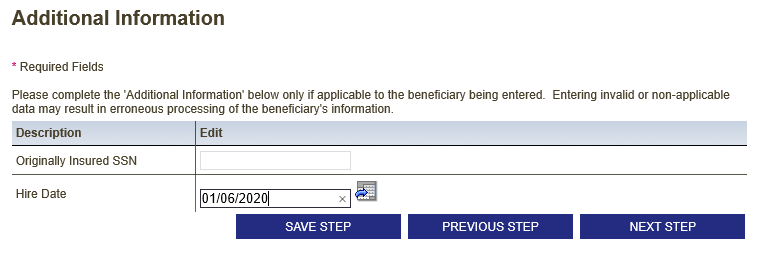 Additional Information
* Required Fields
Please complete the 'Additional Information' below only if applicable to the beneficiary being entered.  Entering invalid or non-applicable
data may result in erroneous processing of the beneficiary's information.
Description Edit
Originally Insured SSN
Hire Date 01/06/2020 ×
SAVE STEP PREVIOUS STEP NEXT STEP